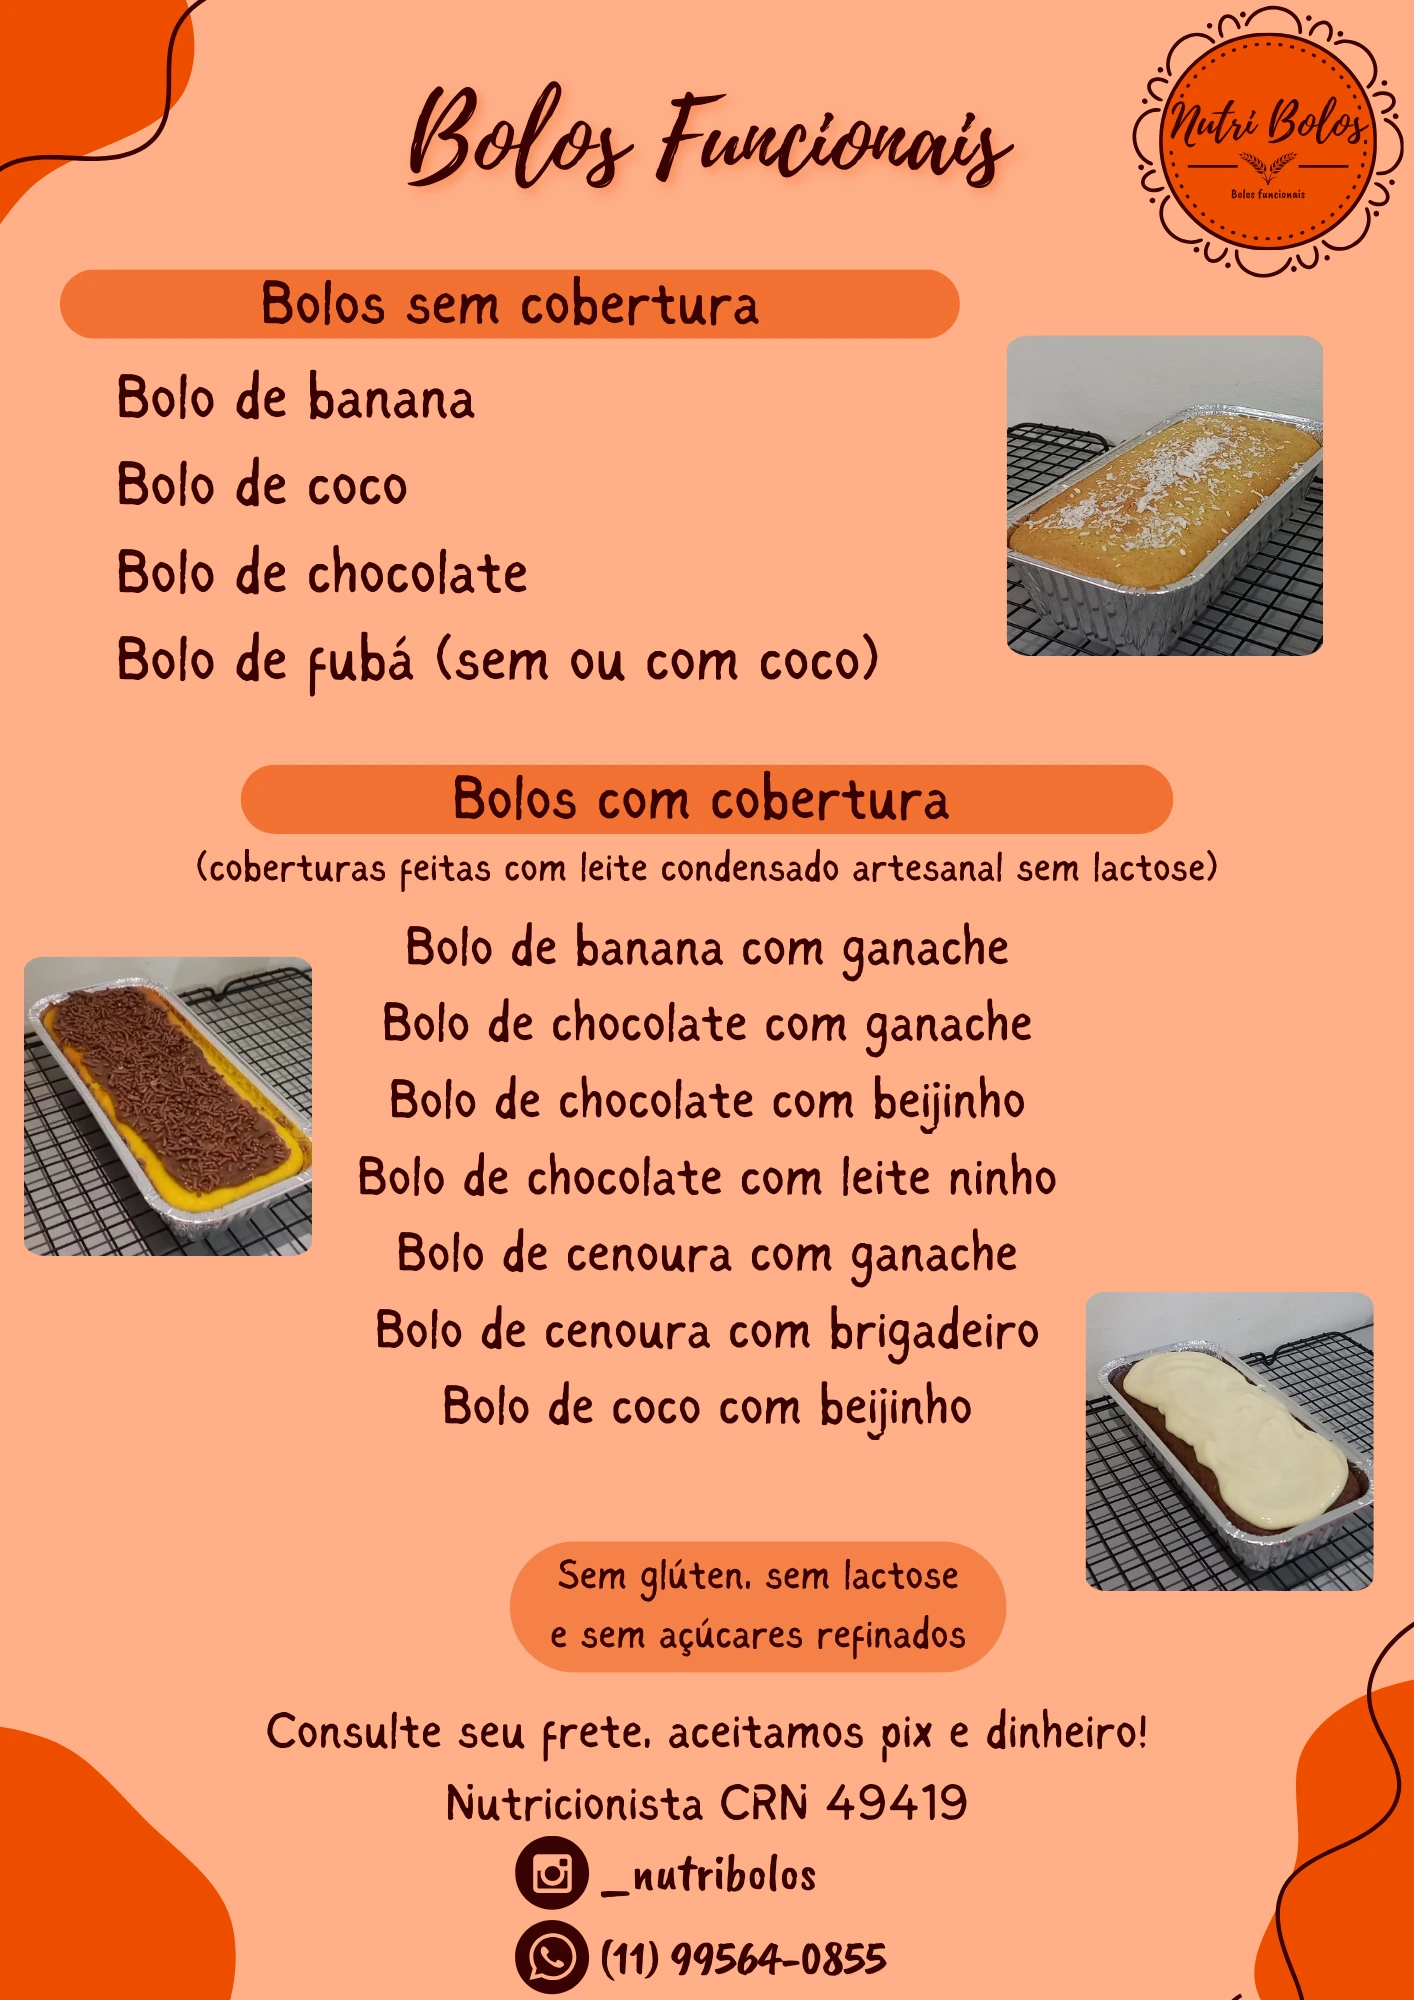 Bolos Funcionais
Nutri Bolos
Bolos funcionais
Bolos sem cobertura
Bolo de banana
Bolo de coco
Bolo de chocolate
Bolo de fubá (sem ou com coco)
Bolos com cobertura
(coberturas feitas com leite condensado artesanal sem lactose)
Bolo de banana com ganache
Bolo de chocolate com ganache
Bolo de chocolate com beijinho
Bolo de chocolate com leite ninho
Bolo de cenoura com ganache
Bolo de cenoura com brigadeiro
Bolo de coco com beijinho
Sem glúten, sem lactose
e sem açúcares refinados
Consulte seu frete, aceitamos pix e dinheiro!
Nutricionista CRN 49419
_nutribolos
(11) 99564-0855